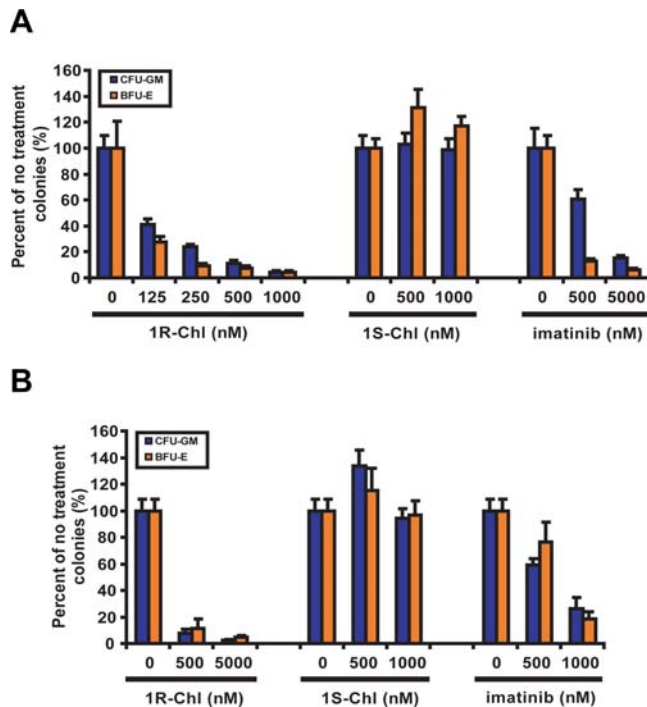 A
Percent of no treatment
colonies (%)
160
140
120
100
80
60
40
20
0
CFU-GM
BFU-E
0 125 250 500 1000 0 500 1000 0 500 5000
1R-Chl (nM) 1S-Chl (nM) imatinib (nM)
B
Percent of no treatment
colonies (%)
160
140
120
100
80
60
40
20
0
CFU-GM
BFU-E
0 500 5000 0 500 1000 0 500 1000
1R-Chl (nM) 1S-Chl (nM) imatinib (nM)